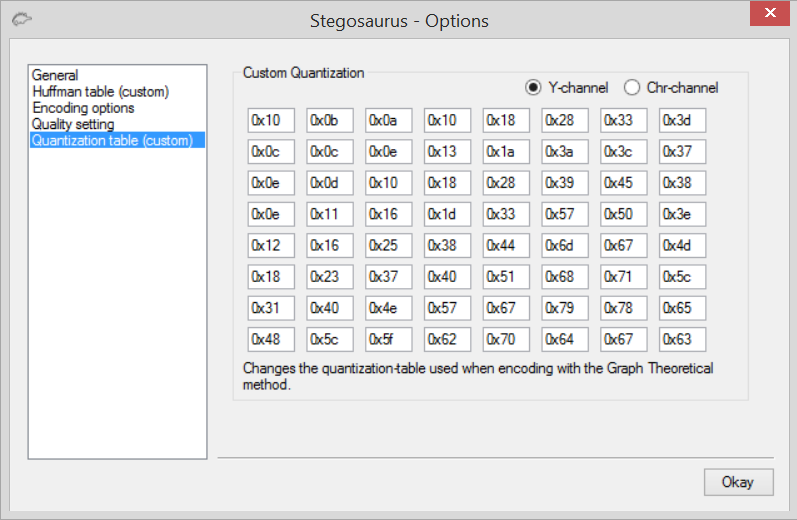 Stegosaurus - Options
General
Huffman table (custom)
Encoding options
Quality setting
Quantization table (custom)
Custom Quantization
Y-channel Chr-channel
0x10 0x0b 0x0a 0x10 0x18 0x28 0x33 0x3d
0x0c 0x0c 0x0e 0x13 0x1a 0x3a 0x3c 0x37
0x0e 0x0d 0x10 0x18 0x28 0x39 0x45 0x38
0x0e 0x11 0x16 0x1d 0x33 0x57 0x50 0x3e
0x12 0x16 0x25 0x38 0x44 0x6d 0x67 0x4d
0x18 0x23 0x37 0x40 0x51 0x68 0x71 0x5c
0x31 0x40 0x4e 0x57 0x67 0x79 0x78 0x65
0x48 0x5c 0x5f 0x62 0x70 0x64 0x67 0x63
Changes the quantization-table used when encoding with the Graph Theoretical
method.
Okay